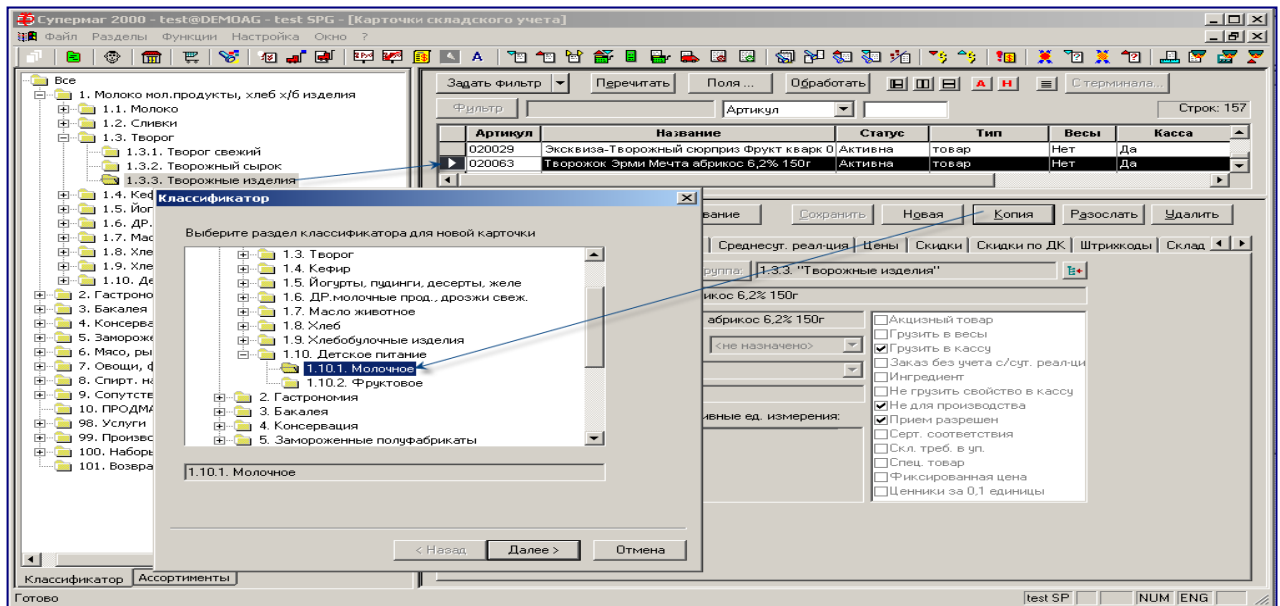 Супермаг 2000 - test@DEMOAG - test SPG - [Карточки складского учета]
Файл Разделы Функции Настройка Окно ?
Все
1. Молоко мол.продукты, хлеб х/б изделия
1.1. Молоко
1.2. Сливки
1.3. Творог
1.3.1. Творог свежий
1.3.2. Творожный сырок
1.3.3. Творожные изделия
1.4. Кеф
1.5. Йог
1.6. ДР.
1.7. Мас
1.8. Хле
1.9. Хле
1.10. Де
2. Гастроно
3. Бакалея
4. Консерва
5. Замороже
6. Мясо, ры
7. Овощи, ф
8. Спирт. на
9. Сопутств
10. ПРОДМА
98. Услуги
99. Произво
100. Наборы
101. Возвра
Классификатор Ассортименты
Задать фильтр Перечитать Поля ... Обработать А Н С терминала...
Фильтр Артикул Строк: 157
Артикул Название Статус Тип Весы Касса
020029 Эксквиза-Творожный сюрприз Фрукт кварк 0 Активна товар Нет Да
020063 Творожок Эрми Мечта абрикос 6,2% 150г Активна товар Нет Да
вание Сохранить Новая Копия Разослать Удалить
Среднесут. реал-ция Цены Скидки Скидки по ДК Штрихкоды Склад
руппа: 1.3.3. "Творожные изделия"
икос 6,2% 150г
абрикос 6,2% 150г
<не назначено>
ивные ед. измерения:
Акцизный товар
Грузить в весы
Грузить в кассу
Заказ без учета с/сут. реал-ци
Ингредиент
Не грузить свойство в кассу
Не для производства
Прием разрешен
Серт. соответствия
Скл. треб. в уп.
Спец. товар
Фиксированная цена
Ценники за 0,1 единицы
Классификатор
Выберите раздел классификатора для новой карточки
1.3. Творог
1.4. Кефир
1.5. Йогурты, пудинги, десерты, желе
1.6. ДР.молочные прод., дрозжи свеж.
1.7. Масло животное
1.8. Хлеб
1.9. Хлебобулочные изделия
1.10. Детское питание
1.10.1. Молочное
1.10.2. Фруктовое
2. Гастрономия
3. Бакалея
4. Консервация
5. Замороженные полуфабрикаты
1.10.1. Молочное
< Назад Далее > Отмена
Готово test SP NUM ENG